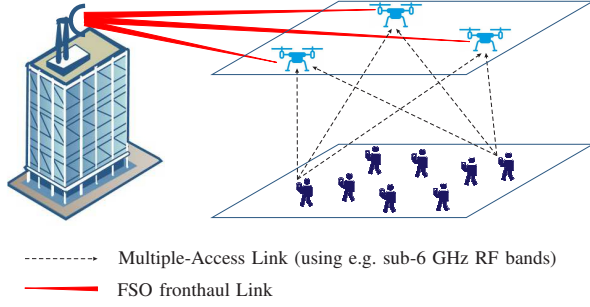 Multiple-Access Link (using e.g. sub-6 GHz RF bands)
FSO fronthaul Link